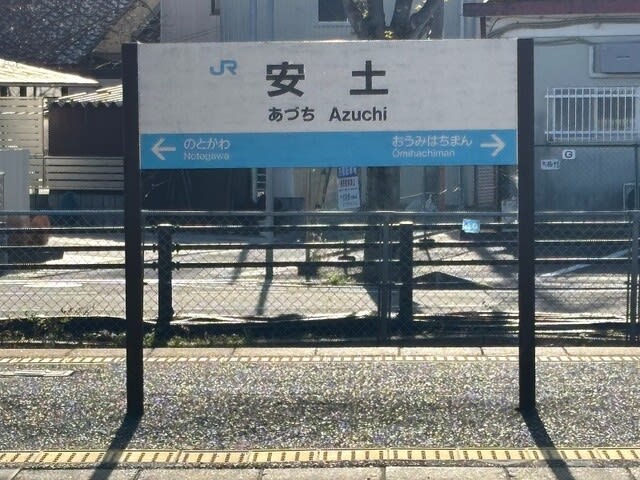 JR
安土
あづち Azuchi
← のとがわ おうみはちまん →
Notogawa Ōmihachiman
G